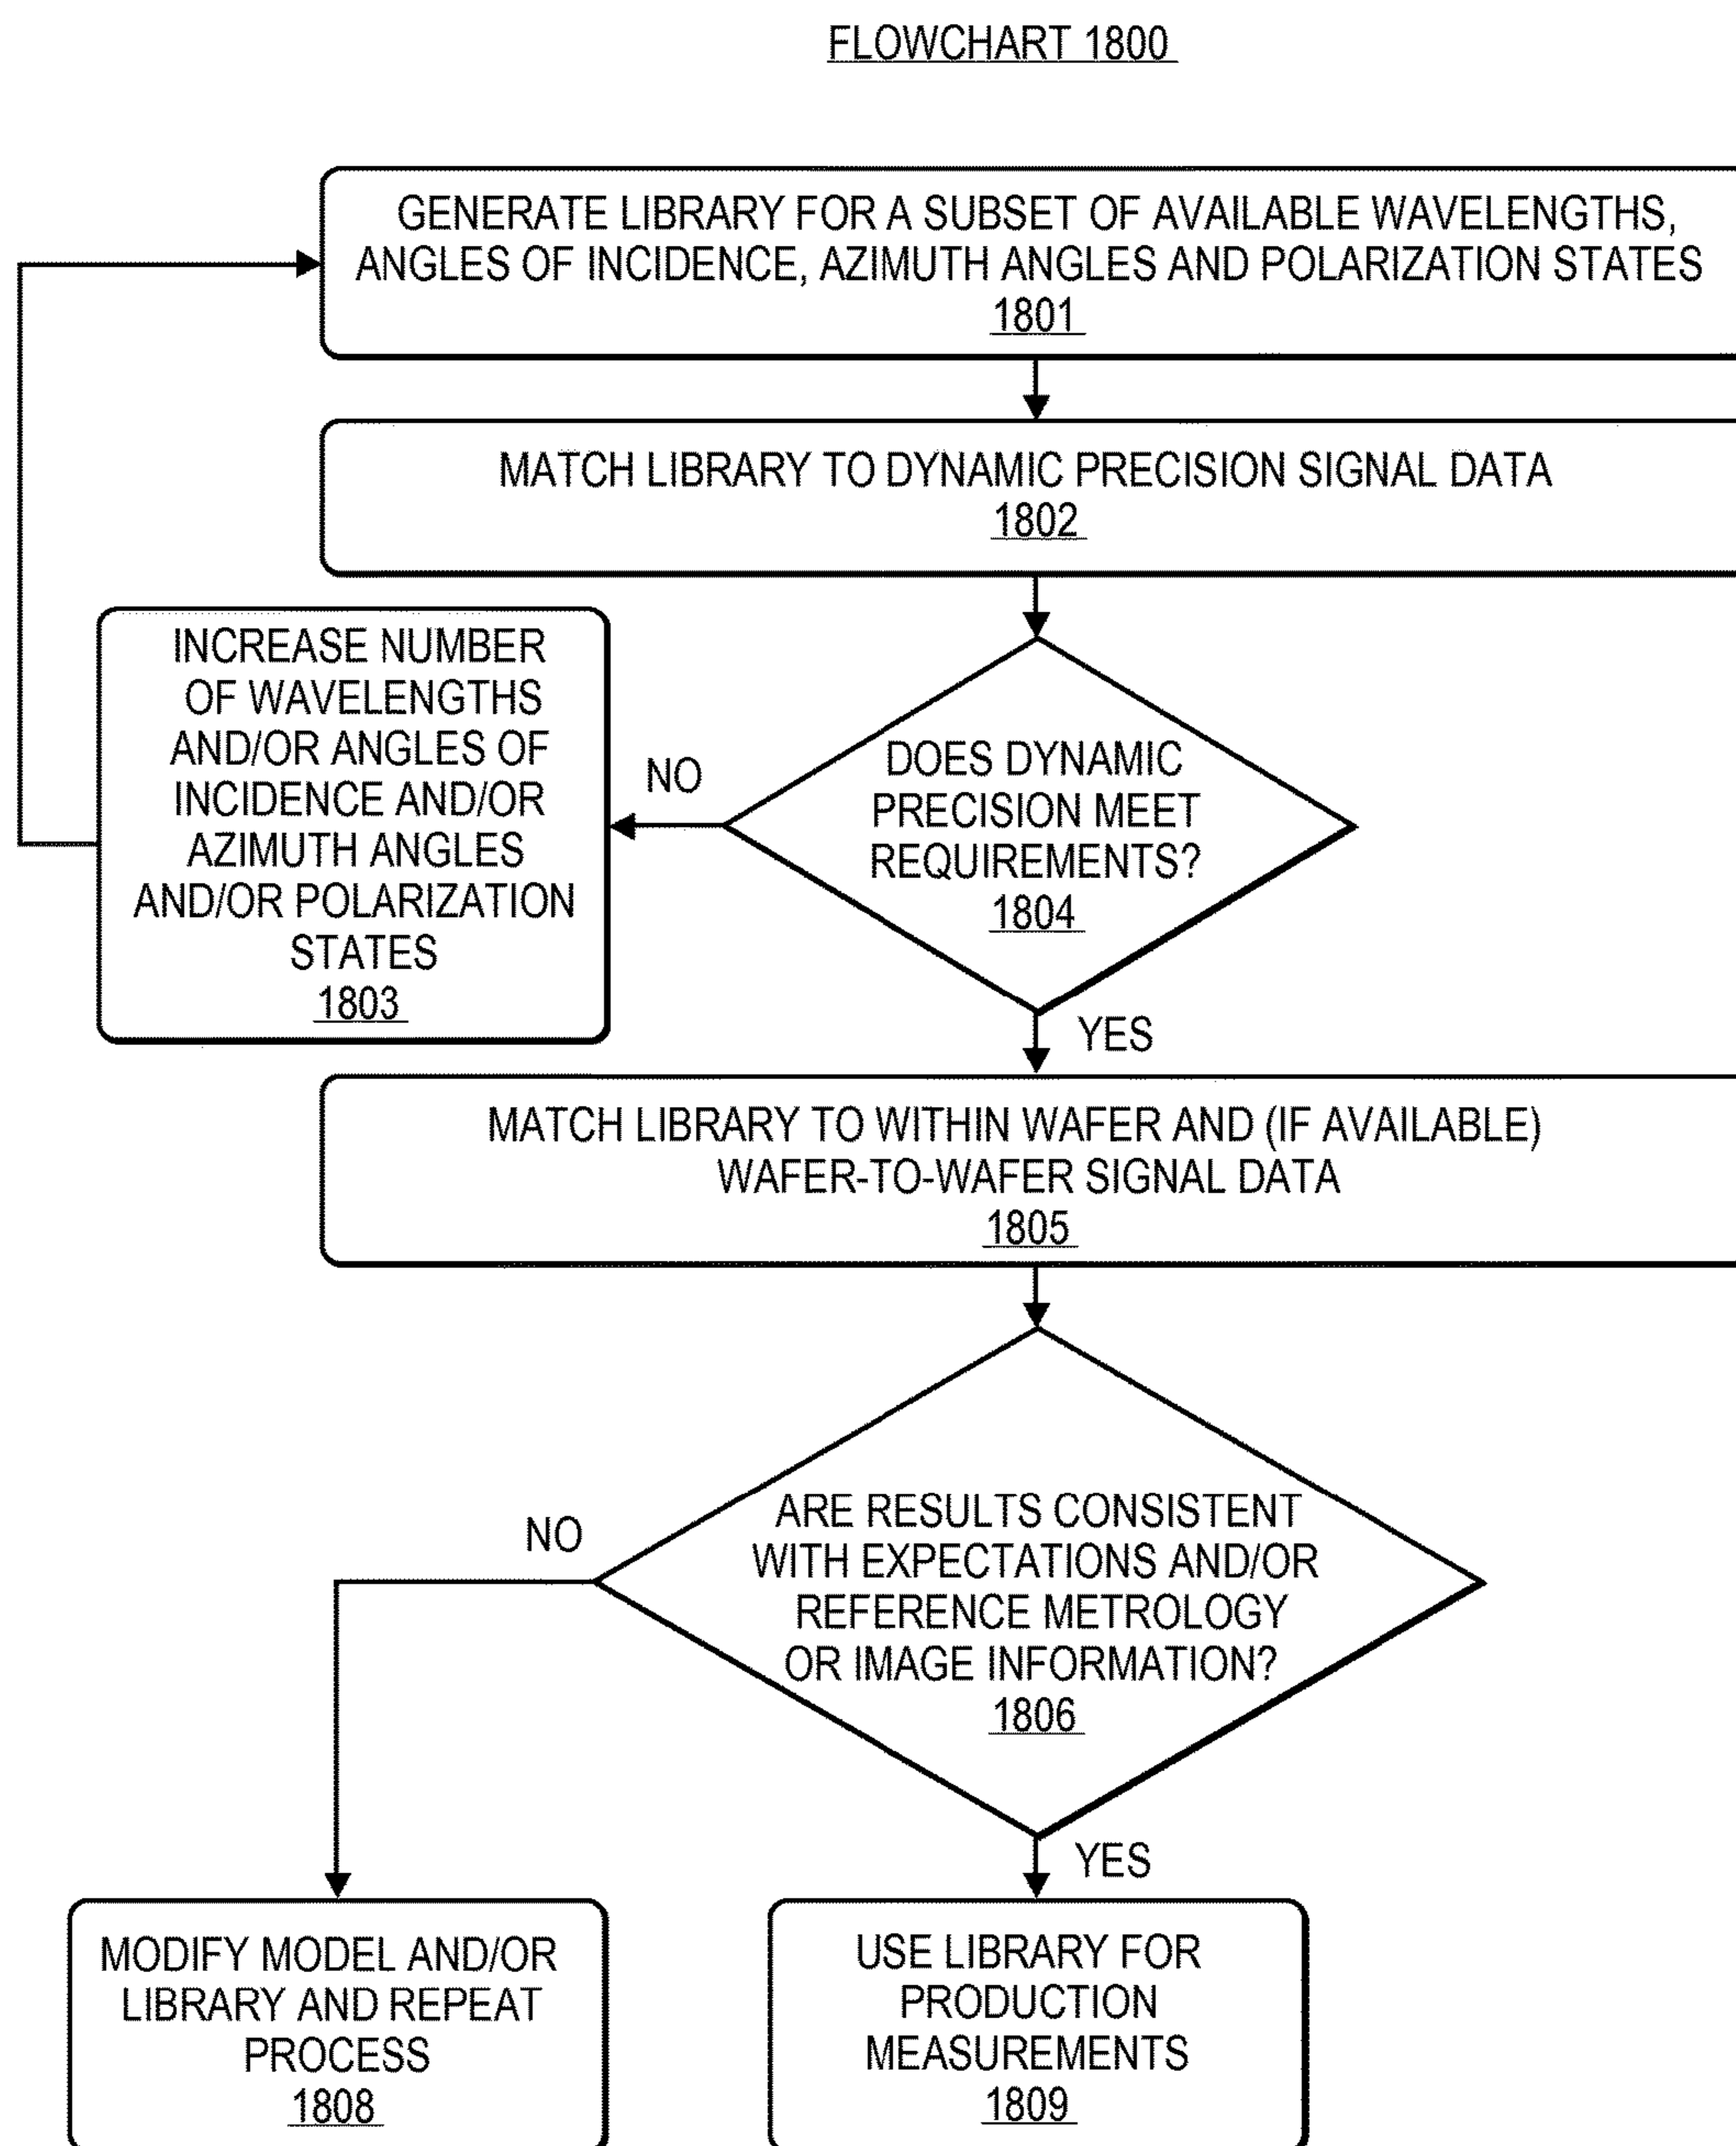 FLOWCHART 1800
GENERATE LIBRARY FOR A SUBSET OF AVAILABLE WAVELENGTHS,
ANGLES OF INCIDENCE, AZIMUTH ANGLES AND POLARIZATION STATES
1801
MATCH LIBRARY TO DYNAMIC PRECISION SIGNAL DATA
1802
INCREASE NUMBER
OF WAVELENGTHS
AND/OR ANGLES OF
INCIDENCE AND/OR
AZIMUTH ANGLES
AND/OR POLARIZATION
STATES
1803
NO
DOES DYNAMIC
PRECISION MEET
REQUIREMENTS?
1804
YES
MATCH LIBRARY TO WITHIN WAFER AND (IF AVAILABLE)
WAFER-TO-WAFER SIGNAL DATA
1805
NO
ARE RESULTS CONSISTENT
WITH EXPECTATIONS AND/OR
REFERENCE METROLOGY
OR IMAGE INFORMATION?
1806
YES
MODIFY MODEL AND/OR
LIBRARY AND REPEAT
PROCESS
1808
USE LIBRARY FOR
PRODUCTION
MEASUREMENTS
1809